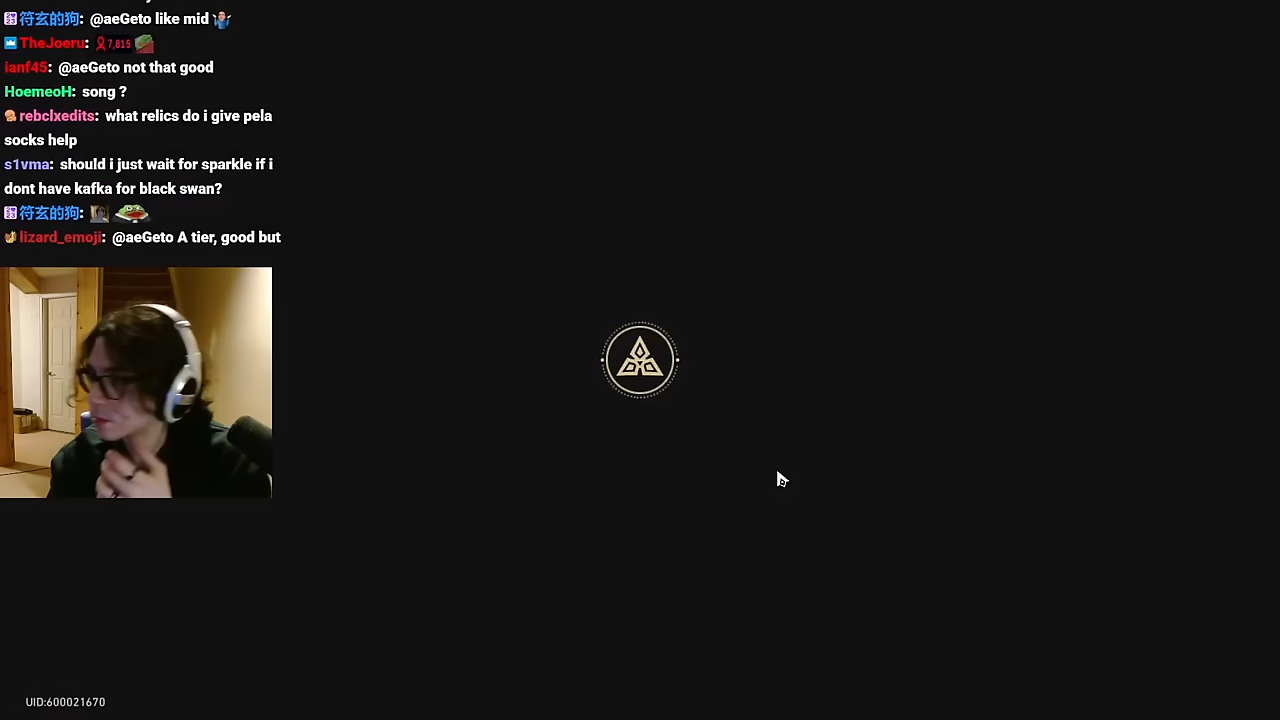 符玄的狗: @aeGeto like mid
TheJoeru: 7,815
ianf45: @aeGeto not that good
HoemeoH: song ?
rebclxedits: what relics do i give pela
socks help
s1vma: should i just wait for sparkle if i
dont have kafka for black swan?
符玄的狗:
lizard_emoji: @aeGeto A tier, good but
UID:600021670